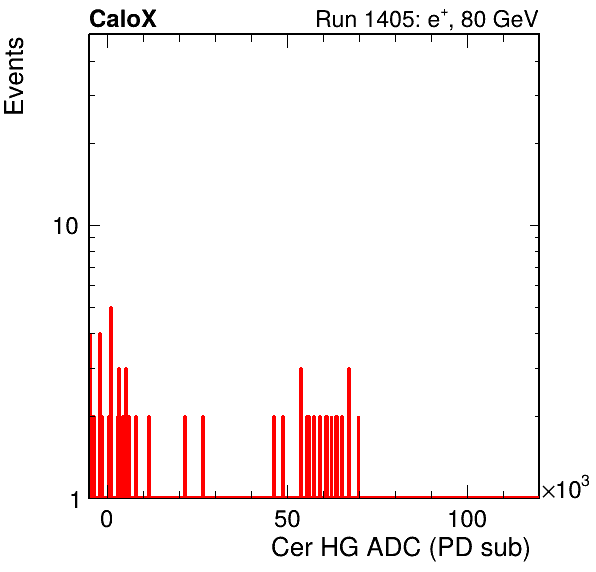 CaloX Run 1405: e⁺, 80 GeV
Events
10
1
0 50 100 ×10³
Cer HG ADC (PD sub)